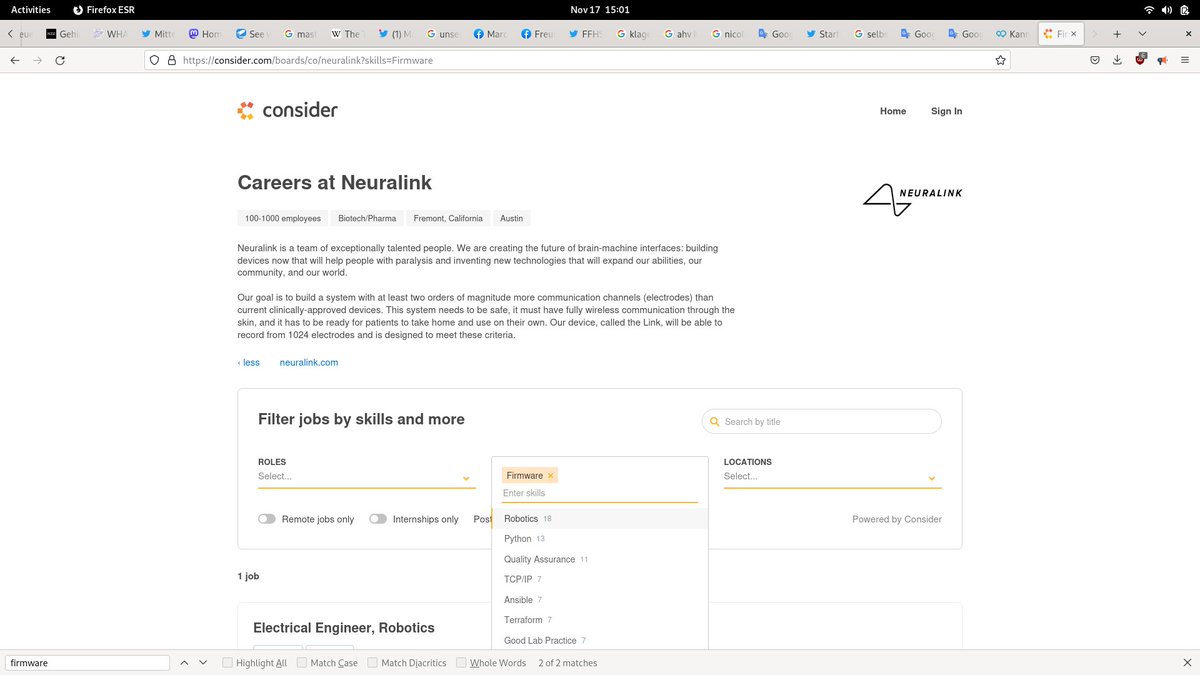 Activities
Firefox ESR
Nov 17 15:01
Gehi
WHA
Mitte
Hom
See v
mast
The
(1) M
unse
Marc
Freu
FFHS
klage
ahv l
nicol
Goog
Start
selbs
Goog
Goog
Kann
https://consider.com/boards/co/neuralink?skills=Firmware
6
consider
Home
Sign In
Careers at Neuralink
NEURALINK
100-1000 employees
Biotech/Pharma
Fremont, California
Austin
Neuralink is a team of exceptionally talented people. We are creating the future of brain-machine interfaces: building
devices now that will help people with paralysis and inventing new technologies that will expand our abilities, our
community, and our world.
Our goal is to build a system with at least two orders of magnitude more communication channels (electrodes) than
current clinically-approved devices. This system needs to be safe, it must have fully wireless communication through the
skin, and it has to be ready for patients to take home and use on their own. Our device, called the Link, will be able to
record from 1024 electrodes and is designed to meet these criteria.
‹ less
neuralink.com
Filter jobs by skills and more
Search by title
ROLES
Select...
Firmware ×
Enter skills
LOCATIONS
Select...
Remote jobs only
Internships only
Post
Robotics 18
Python 13
Quality Assurance 11
TCP/IP 7
Ansible 7
Terraform 7
Good Lab Practice 7
Powered by Consider
1 job
Electrical Engineer, Robotics
firmware
Highlight All
Match Case
Match Diacritics
Whole Words
2 of 2 matches